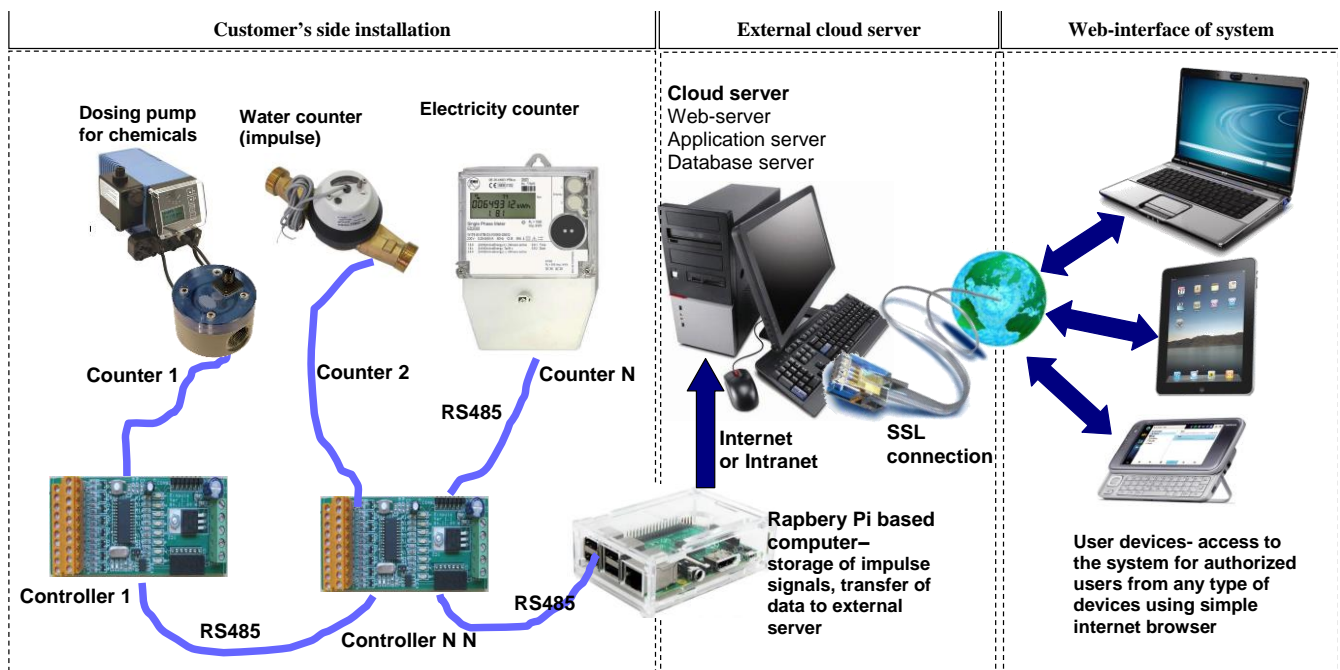 Customer's side installation
External cloud server
Web-interface of system
Dosing pump
for chemicals
Water counter
(impulse)
Electricity counter
Counter 1
Counter 2
Counter N
RS485
Controller 1
RS485
Controller N N
RS485
Cloud server
Web-server
Application server
Database server
Internet
or Intranet
SSL
connection
Rapbery Pi based
computer–
storage of impulse
signals, transfer of
data to external
server
User devices- access to
the system for authorized
users from any type of
devices using simple
internet browser